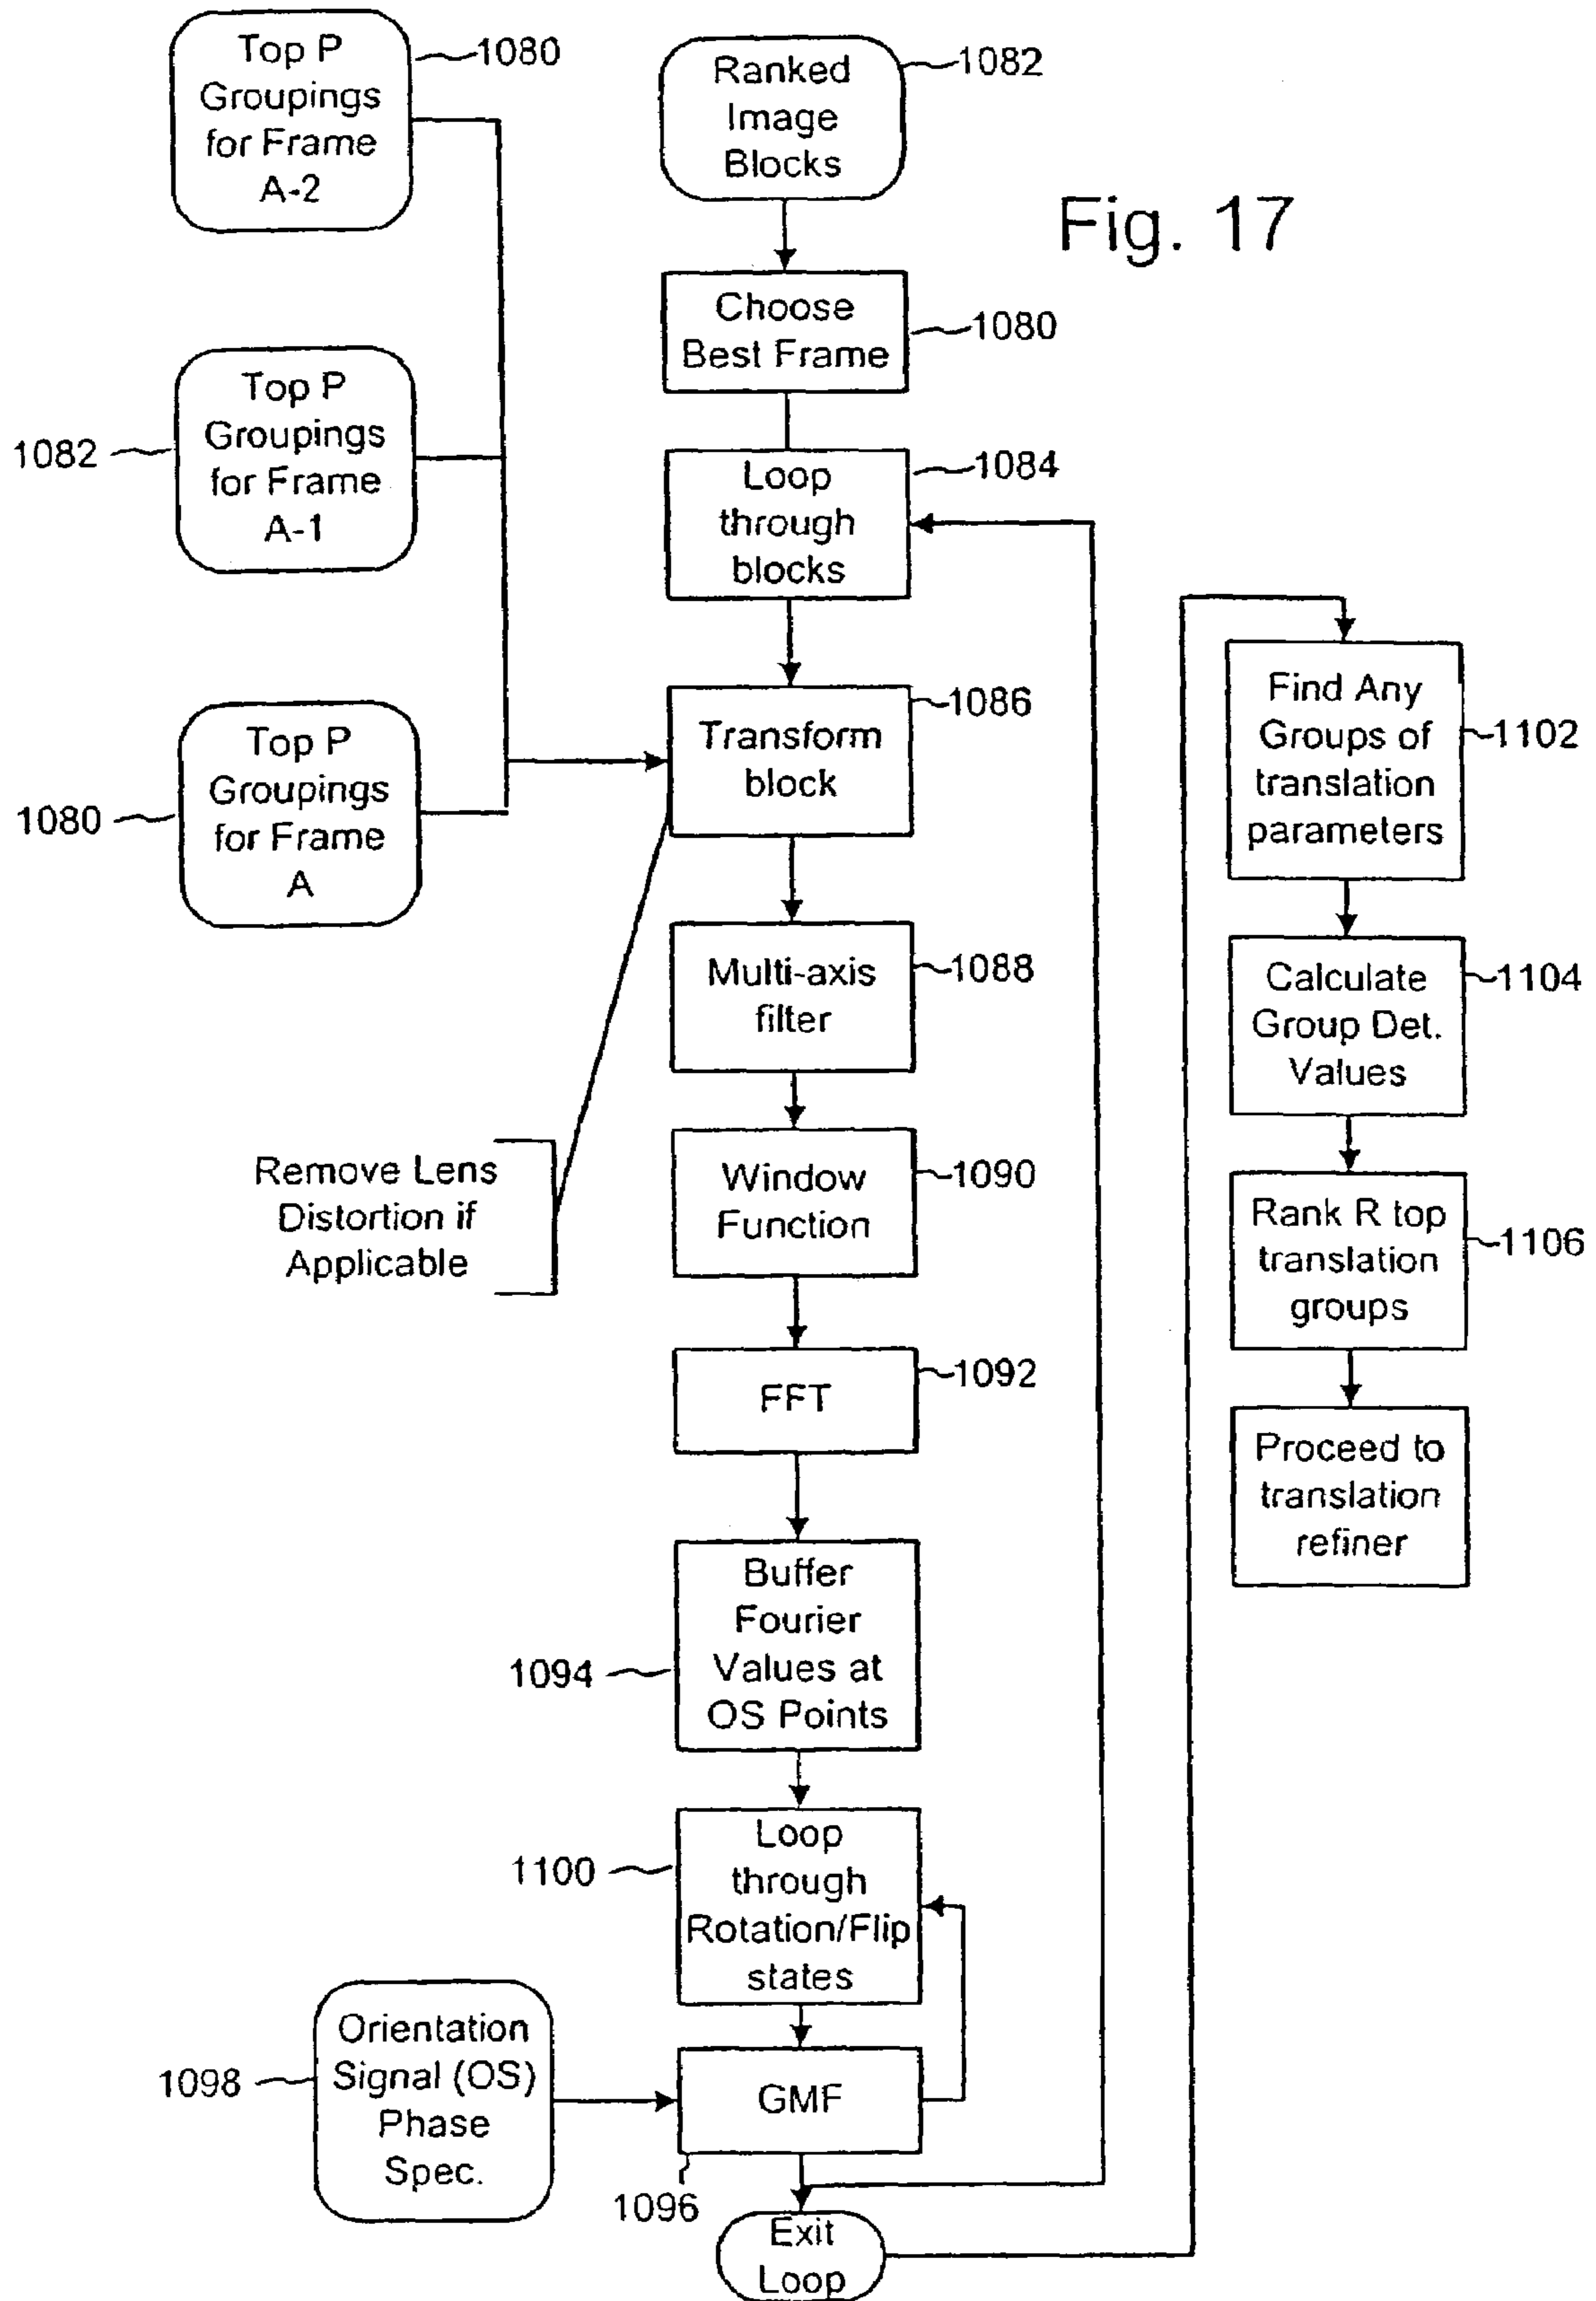 Top P
Groupings
for Frame
A-2
1080
Ranked
Image
Blocks
1082
Fig. 17
Choose
Best Frame
1080
Top P
Groupings
for Frame
A-1
1082
Loop
through
blocks
1084
Top P
Groupings
for Frame
A
1080
Transform
block
1086
Remove Lens
Distortion if
Applicable
Multi-axis
filter
1088
Window
Function
1090
FFT
1092
Buffer
Fourier
Values at
OS Points
1094
Loop
through
Rotation/Flip
states
1100
Orientation
Signal (OS)
Phase
Spec.
1098
GMF
1096
Exit
Loop
Find Any
Groups of
translation
parameters
1102
Calculate
Group Det.
Values
1104
Rank R top
translation
groups
1106
Proceed to
translation
refiner